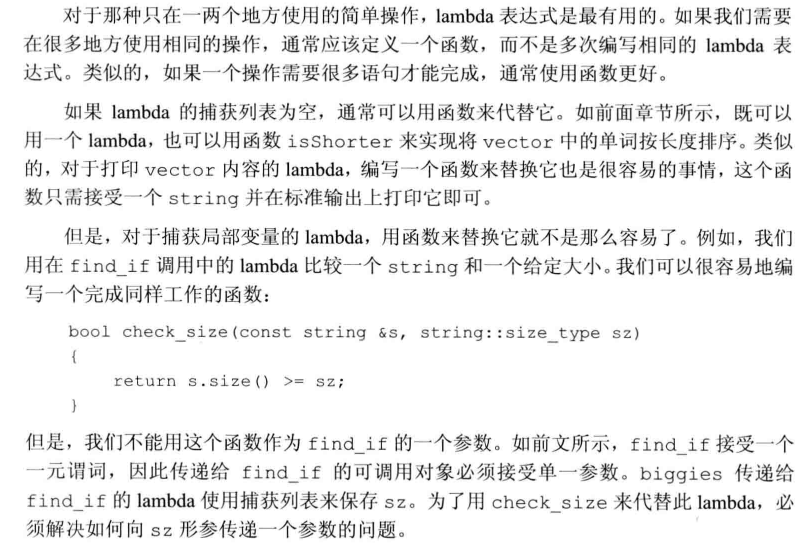 对于那种只在一两个地方使用的简单操作，lambda 表达式是最有用的。如果我们需要
在很多地方使用相同的操作，通常应该定义一个函数，而不是多次编写相同的 lambda 表
达式。类似的，如果一个操作需要很多语句才能完成，通常使用函数更好。
如果 lambda 的捕获列表为空，通常可以用函数来代替它。如前面章节所示，既可以
用一个 lambda，也可以用函数 isShorter 来实现将 vector 中的单词按长度排序。类似
的，对于打印 vector 内容的 lambda，编写一个函数来替换它也是很容易的事情，这个函
数只需接受一个 string 并在标准输出上打印它即可。
但是，对于捕获局部变量的 lambda，用函数来替换它就不是那么容易了。例如，我们
用在 find_if 调用中的 lambda 比较一个 string 和一个给定大小。我们可以很容易地编
写一个完成同样工作的函数：
bool check_size(const string &s, string::size_type sz)
{
return s.size() >= sz;
}
但是，我们不能用这个函数作为 find_if 的一个参数。如前文所示，find_if 接受一个
一元谓词，因此传递给 find_if 的可调用对象必须接受单一参数。biggies 传递给
find_if 的 lambda 使用捕获列表来保存 sz。为了用 check_size 来代替此 lambda，必
须解决如何向 sz 形参传递一个参数的问题。